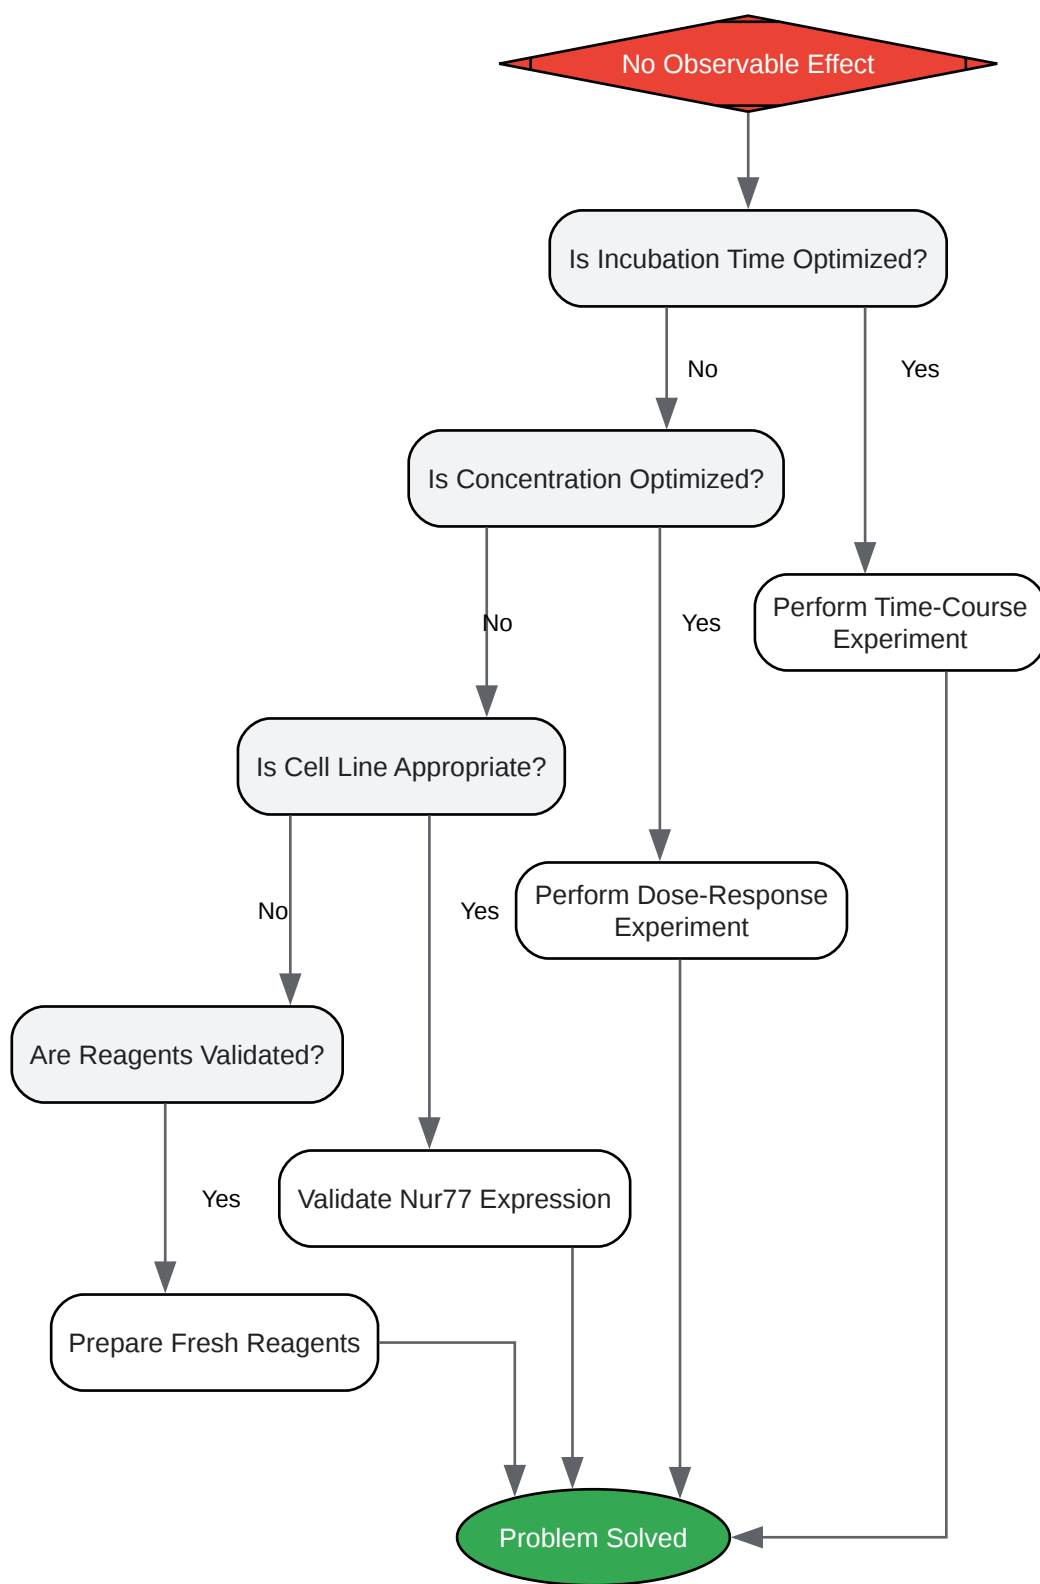 No Observable Effect
Is Incubation Time Optimized?
No
Yes
Is Concentration Optimized?
Perform Time-Course
Experiment
No
Yes
Is Cell Line Appropriate?
Perform Dose-Response
Experiment
No
Yes
Are Reagents Validated?
Yes
Validate Nur77 Expression
Prepare Fresh Reagents
Problem Solved